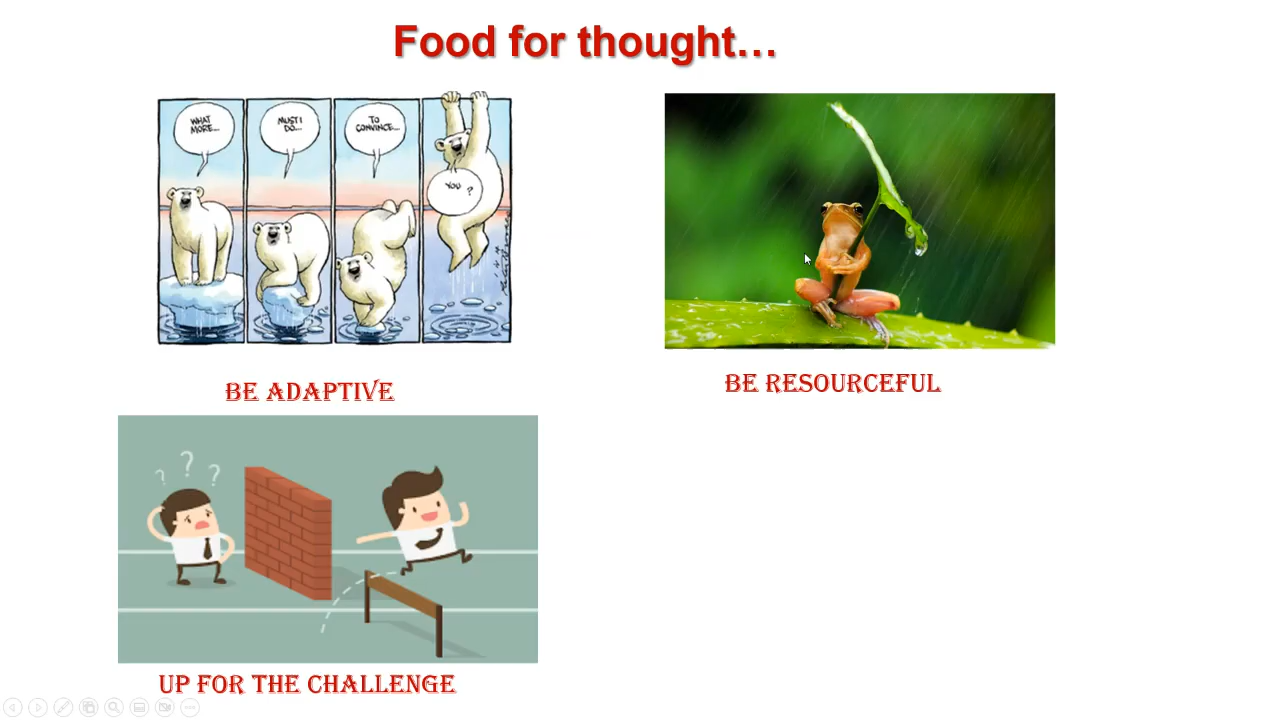 Food for thought…
WHAT
MORE...
MUST I
DO...
TO
CONVINCE...
YOU ?
BE ADAPTIVE
BE RESOURCEFUL
? ? ?
UP FOR THE CHALLENGE